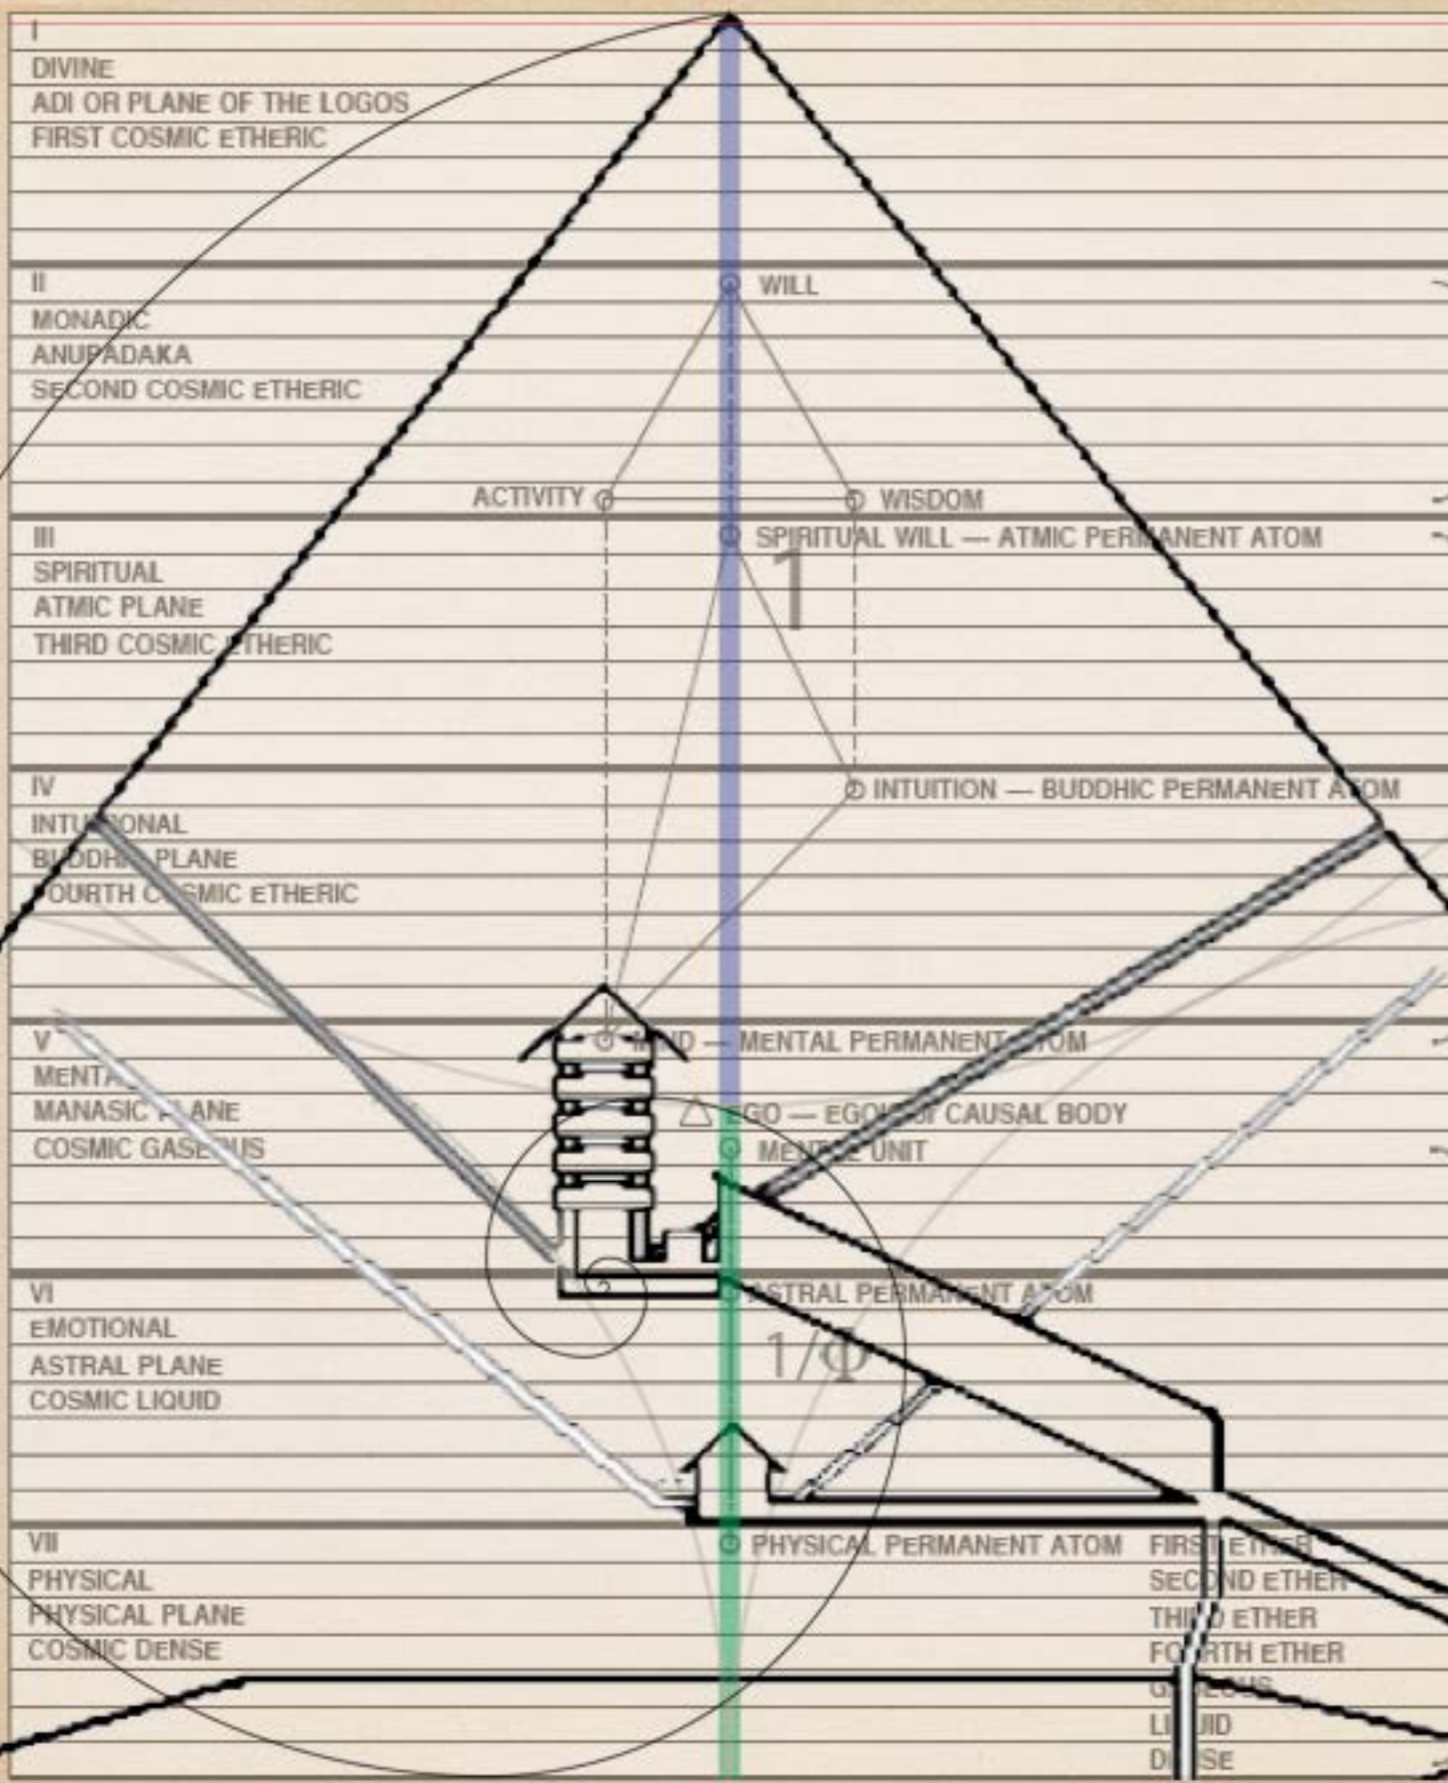 I
DIVINE
ADI OR PLANE OF THE LOGOS
FIRST COSMIC ETHERIC
II
WILL
MONADIC
ANUPADAKA
SECOND COSMIC ETHERIC
ACTIVITY
WISDOM
III
SPIRITUAL WILL — ATMIC PERMANENT ATOM
1
SPIRITUAL
ATMIC PLANE
THIRD COSMIC ETHERIC
IV
INTUITION — BUDDHIC PERMANENT ATOM
INTUITIONAL
BUDDHIC PLANE
FOURTH COSMIC ETHERIC
V
MIND — MENTAL PERMANENT ATOM
MENTAL
MANASIC PLANE
EGO — EGOIC or CAUSAL BODY
COSMIC GASEOUS
MENTAL UNIT
VI
ASTRAL PERMANENT ATOM
EMOTIONAL
1/Φ
ASTRAL PLANE
COSMIC LIQUID
VII
PHYSICAL PERMANENT ATOM
FIRST ETHER
PHYSICAL
SECOND ETHER
PHYSICAL PLANE
THIRD ETHER
COSMIC DENSE
FOURTH ETHER
GASEOUS
LIQUID
DENSE